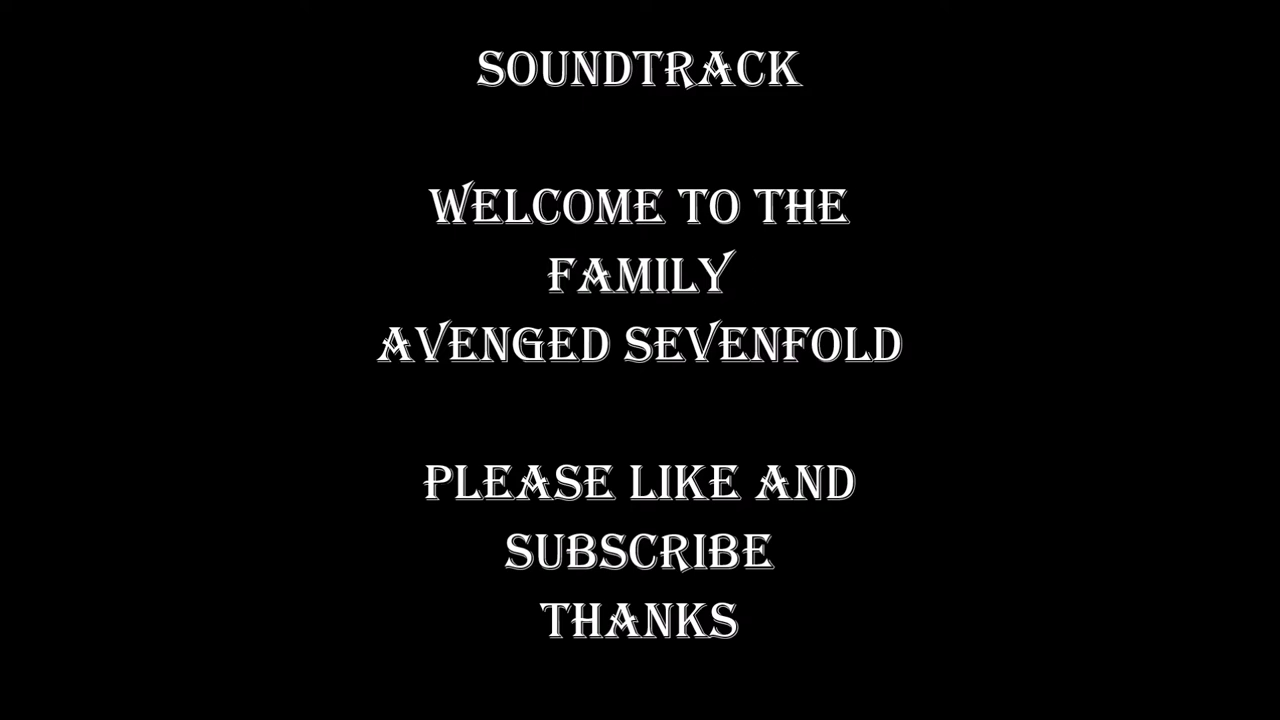 SOUNDTRACK
WELCOME TO THE
FAMILY
AVENGED SEVENFOLD
PLEASE LIKE AND
SUBSCRIBE
THANKS